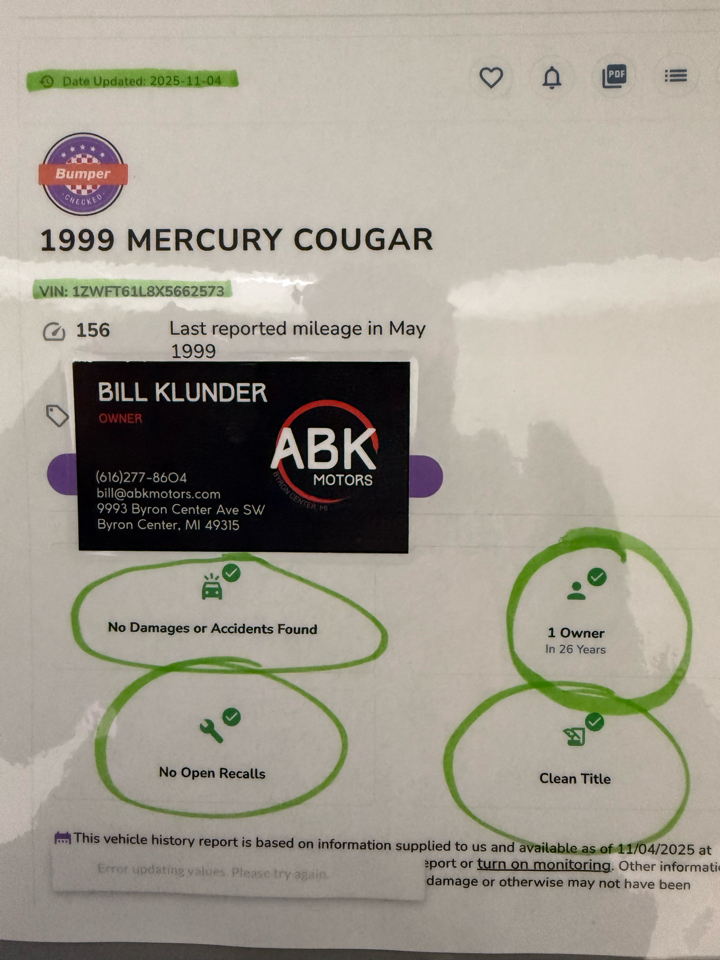 Date Updated: 2025-11-04
PDF
Bumper
CHECKED
1999 MERCURY COUGAR
VIN: 1ZWFT61L8X5662573
156
Last reported mileage in May
1999
BILL KLUNDER
OWNER
ABK
MOTORS
BYRON CENTER, MI
(616)277-8604
bill@abkmotors.com
9993 Byron Center Ave SW
Byron Center, MI 49315
No Damages or Accidents Found
1 Owner
In 26 Years
No Open Recalls
Clean Title
This vehicle history report is based on information supplied to us and available as of 11/04/2025 at
Error updating values. Please try again.
eport or turn on monitoring. Other informatio
damage or otherwise may not have been